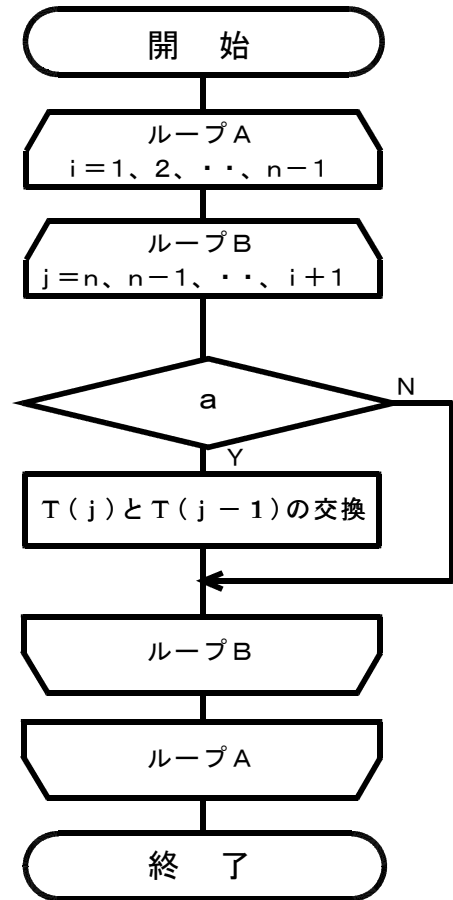 開　始
ループA
i＝1、2、・・、n－1
ループB
j＝n、n－1、・・、i＋1
a
N
Y
T(j)とT(j－1)の交換
ループB
ループA
終　了